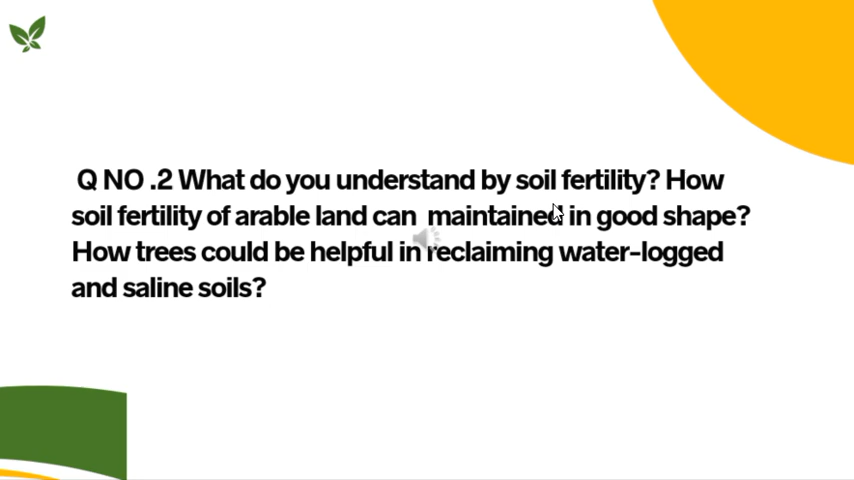 Q NO .2 What do you understand by soil fertility? How
soil fertility of arable land can maintained in good shape?
How trees could be helpful in reclaiming water-logged
and saline soils?